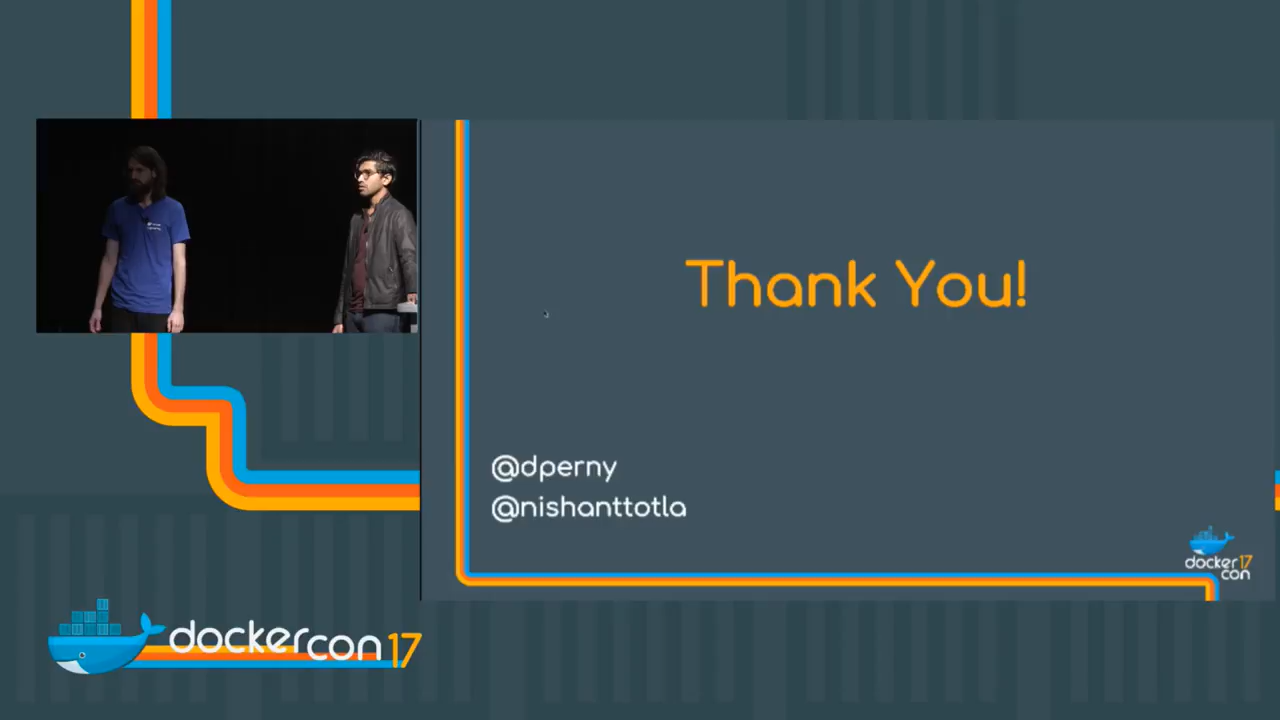 Thank You!
@dperny
@nishanttotla
docker 17
con
dockercon 17